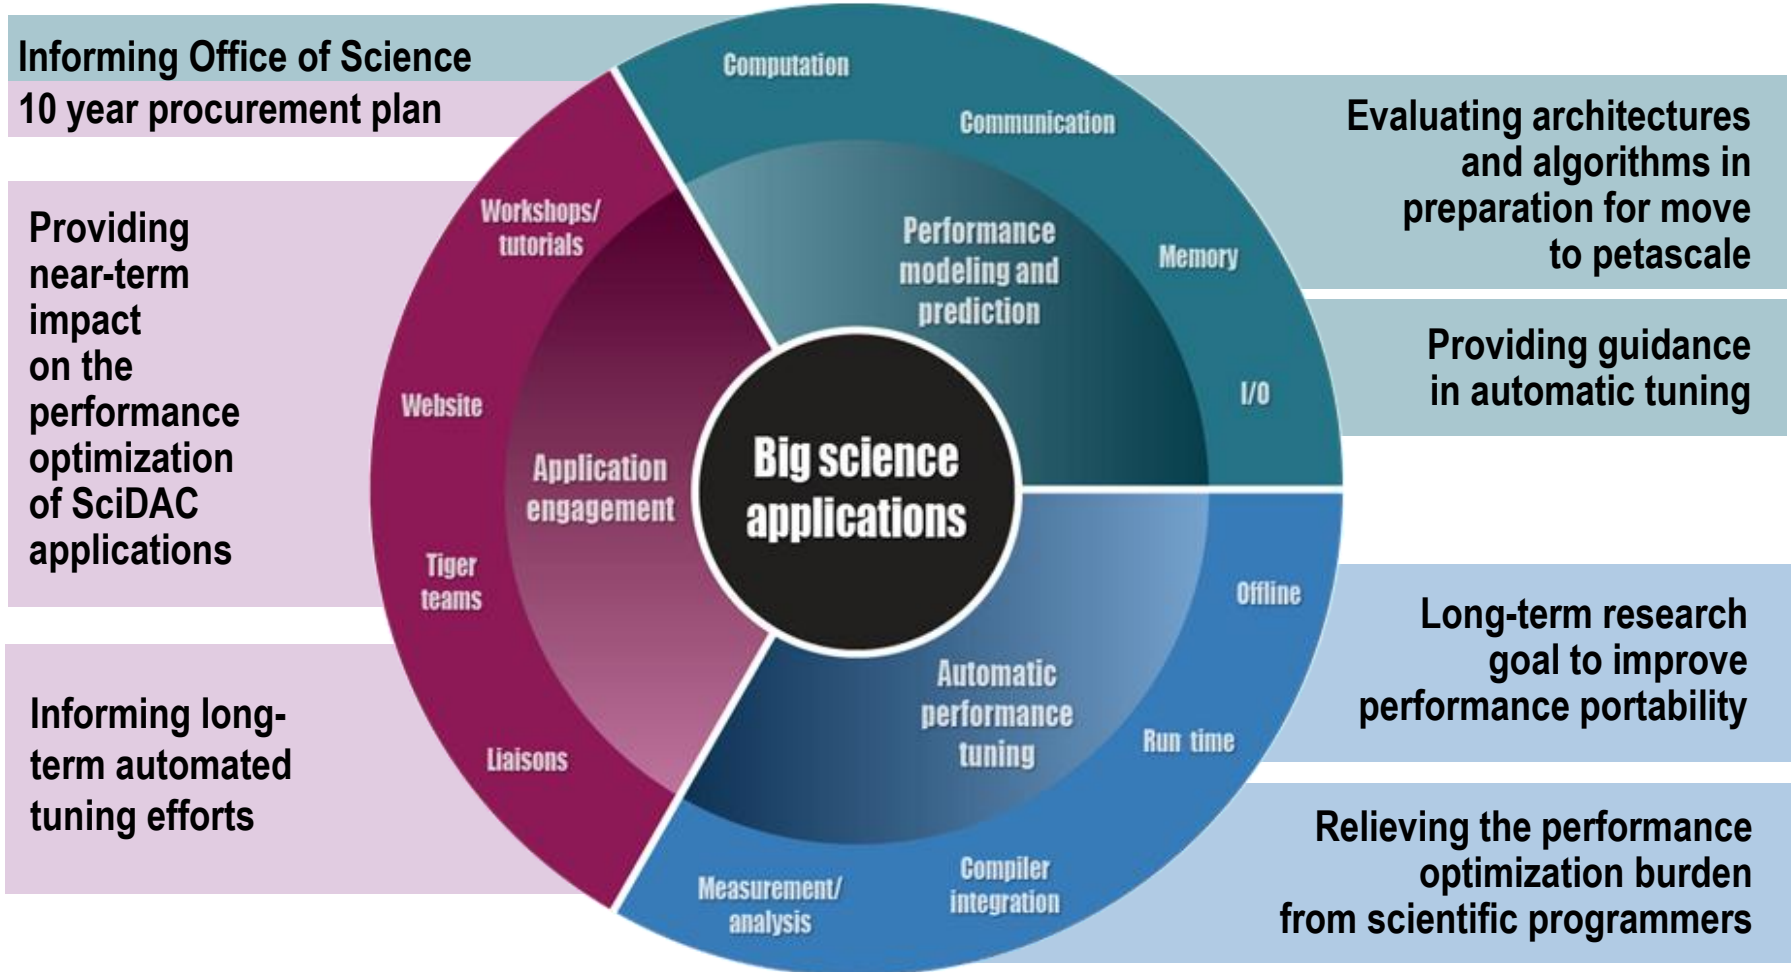 Informing Office of Science
10 year procurement plan
Providing
near-term
impact
on the
performance
optimization
of SciDAC
applications
Informing long-
term automated
tuning efforts
Computation
Communication
Memory
I/O
Performance
modeling and
prediction
Workshops/
tutorials
Website
Tiger
teams
Liaisons
Application
engagement
Big science
applications
Automatic
performance
tuning
Offline
Run time
Compiler
integration
Measurement/
analysis
Evaluating architectures
and algorithms in
preparation for move
to petascale
Providing guidance
in automatic tuning
Long-term research
goal to improve
performance portability
Relieving the performance
optimization burden
from scientific programmers